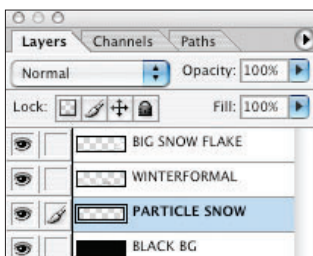 Layers Channels Paths
Normal Opacity: 100%
Lock: Fill: 100%
BIG SNOW FLAKE
WINTERFORMAL
PARTICLE SNOW
BLACK BG